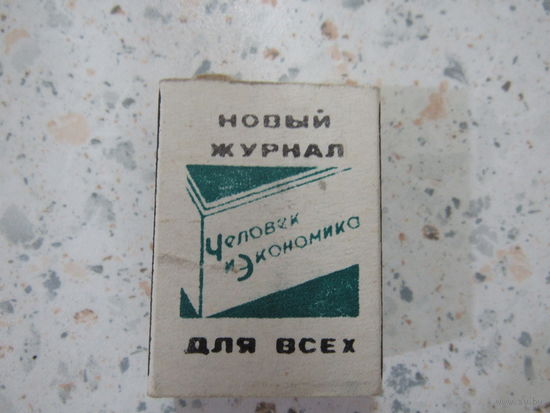 НОВЫЙ
ЖУРНАЛ
Человек
и Экономика
ДЛЯ ВСЕХ